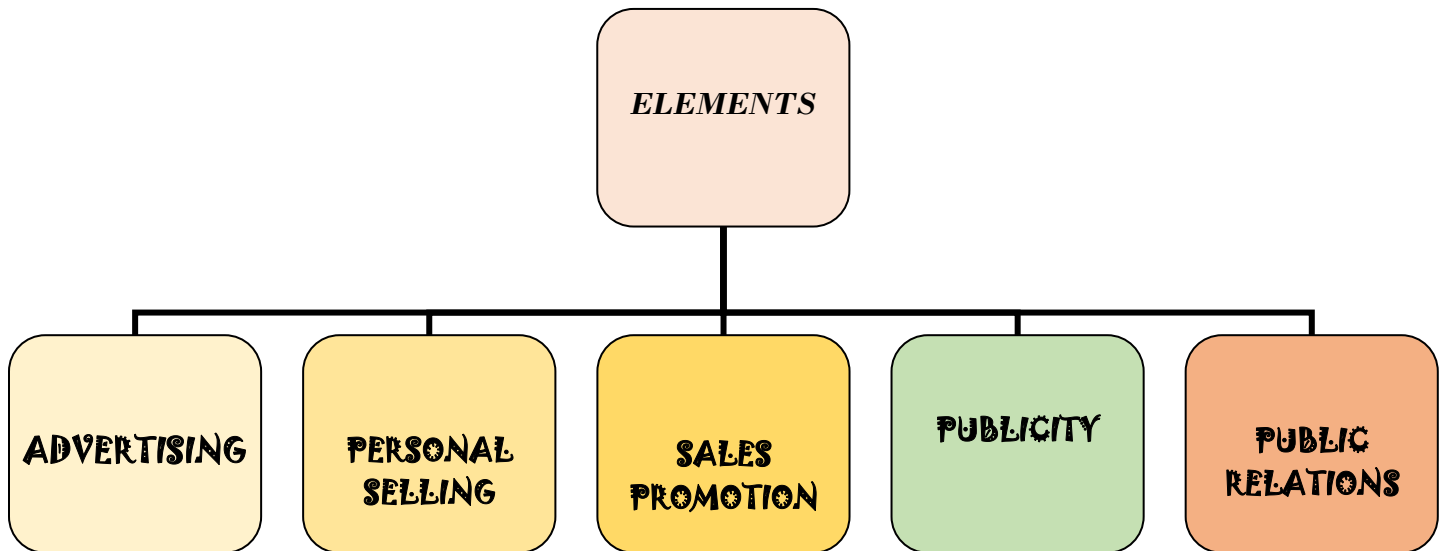 ELEMENTS
ADVERTISING
PERSONAL
SELLING
SALES
PROMOTION
PUBLICITY
PUBLIC
RELATIONS